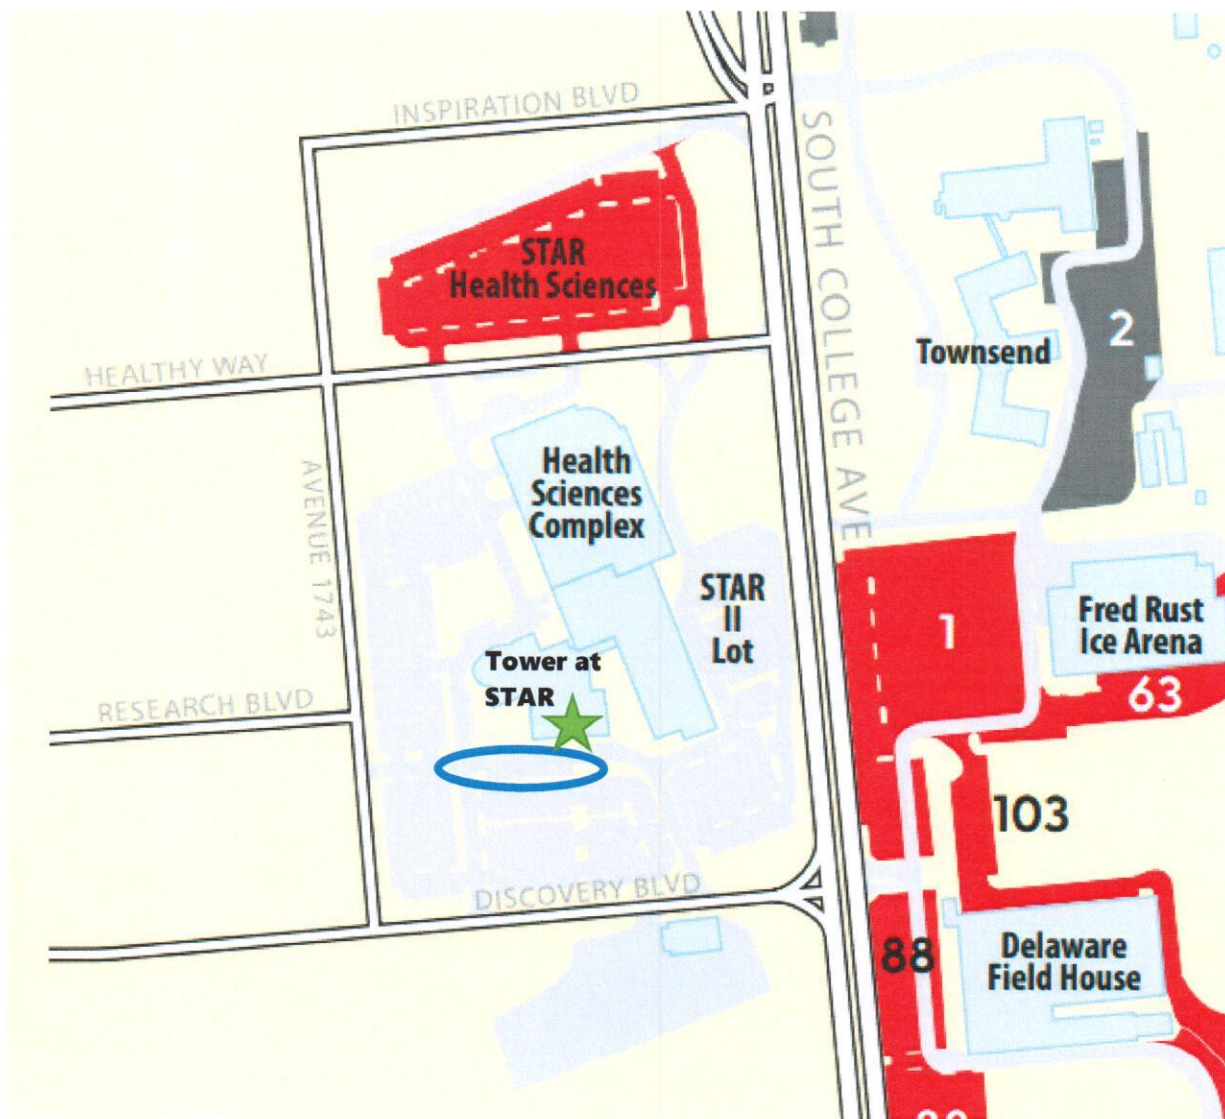 INSPIRATION BLVD
SOUTH COLLEGE AVE
STAR
Health Sciences
HEALTHY WAY
Townsend
2
Health
Sciences
Complex
AVENUE 1743
STAR
II
Lot
1
Fred Rust
Ice Arena
63
Tower at
STAR
RESEARCH BLVD
103
DISCOVERY BLVD
88
Delaware
Field House